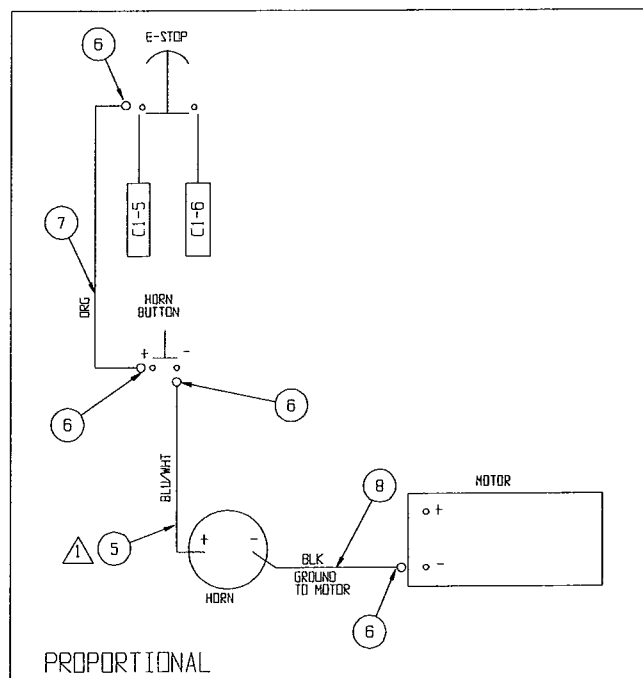 6
E-STOP
C1-5
C1-6
7
ORG
HORN
BUTTON
+ -
6
6
BLU/WHT
8
MOTOR
+
-
1
5
+ -
HORN
BLK
GROUND
TO MOTOR
6
PROPORTIONAL